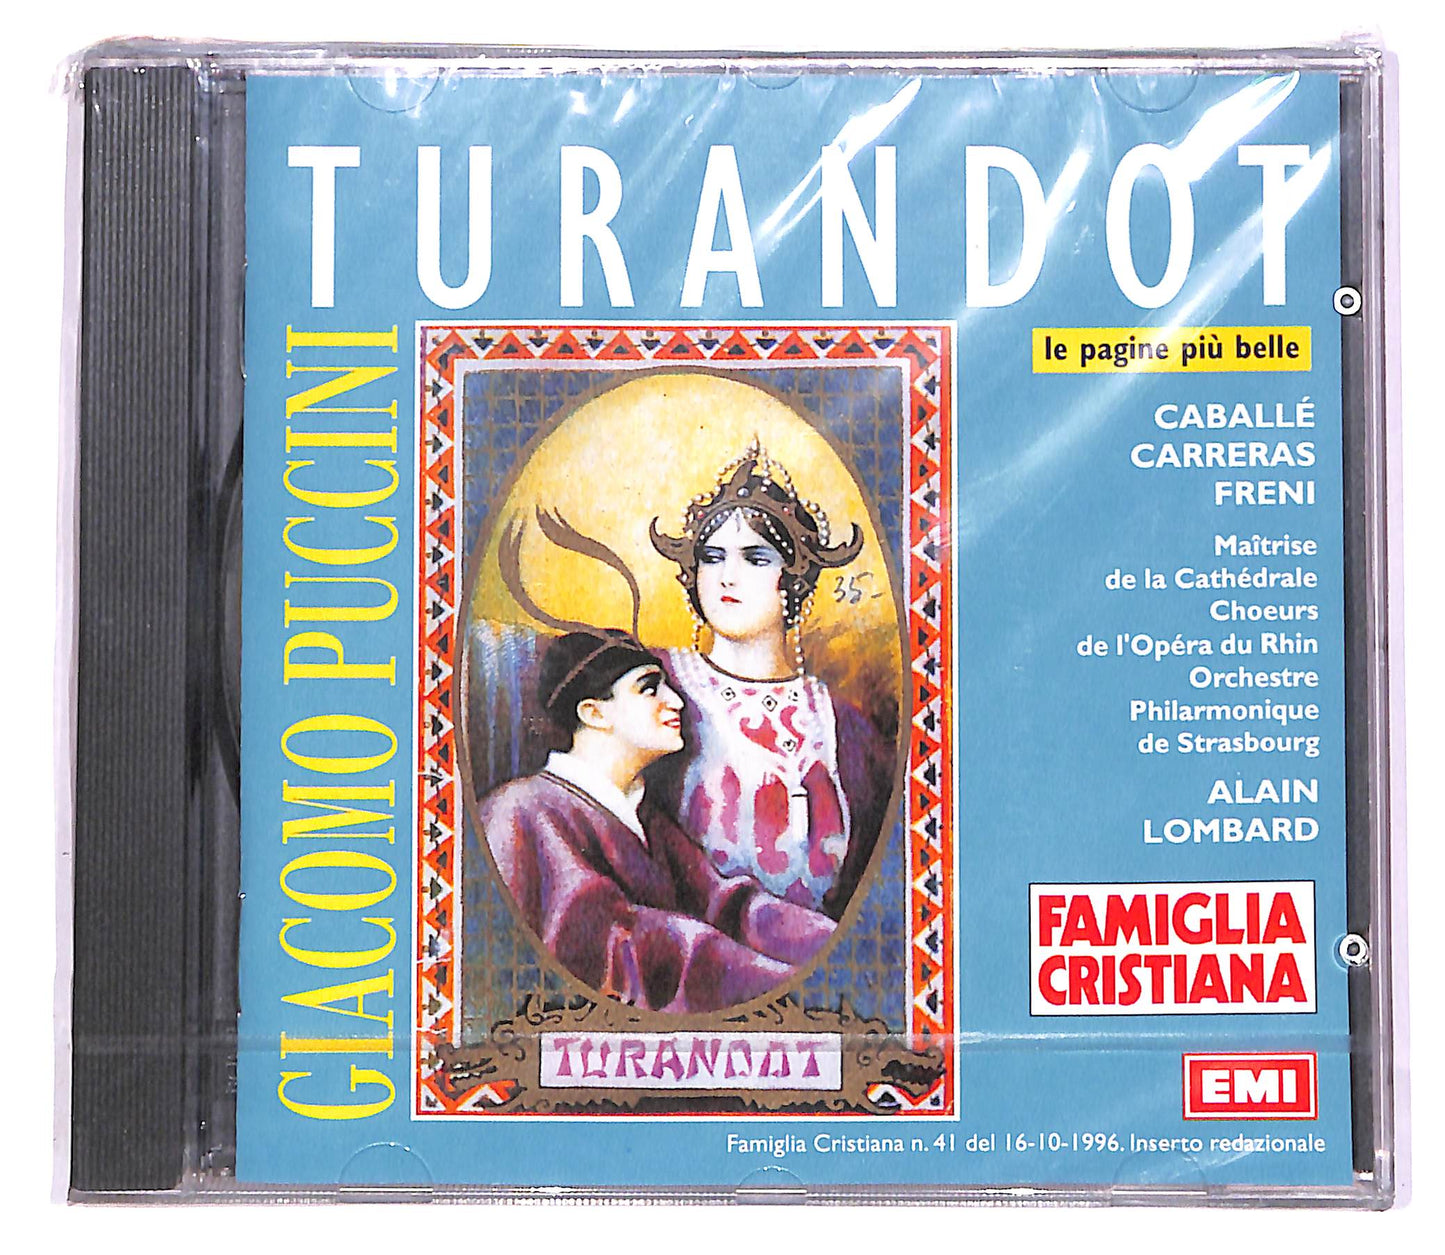 TURANDOT
GIACOMO PUCCINI
le pagine più belle
CABALLÉ
CARRERAS
FRENI
Maîtrise
de la Cathédrale
Choeurs
de l'Opéra du Rhin
Orchestre
Philarmonique
de Strasbourg
ALAIN
LOMBARD
35-
FAMIGLIA
CRISTIANA
TURANDOT
EMI
Famiglia Cristiana n. 41 del 16-10-1996. Inserto redazionale